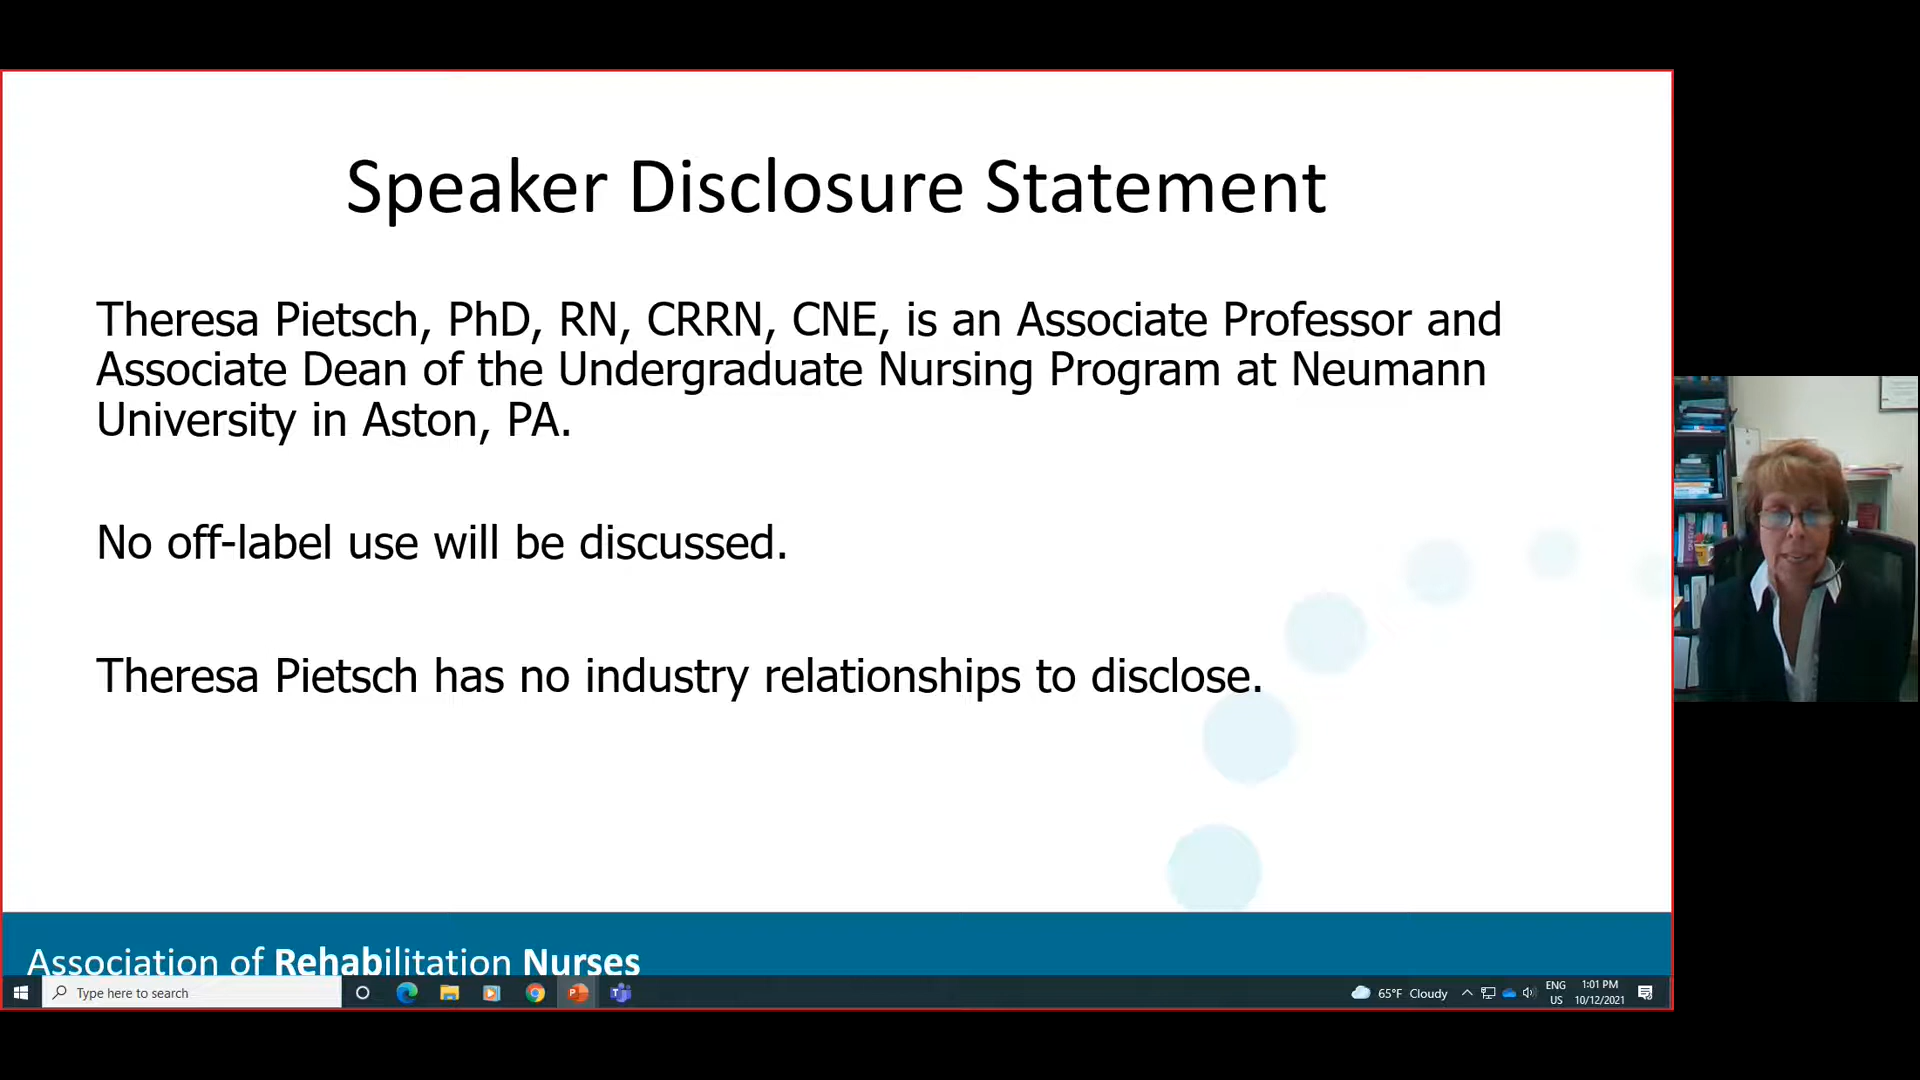 Speaker Disclosure Statement
Theresa Pietsch, PhD, RN, CRRN, CNE, is an Associate Professor and
Associate Dean of the Undergraduate Nursing Program at Neumann
University in Aston, PA.
No off-label use will be discussed.
Theresa Pietsch has no industry relationships to disclose.
Association of Rehabilitation Nurses
Type here to search
65°F Cloudy
ENG
US
1:01 PM
10/12/2021